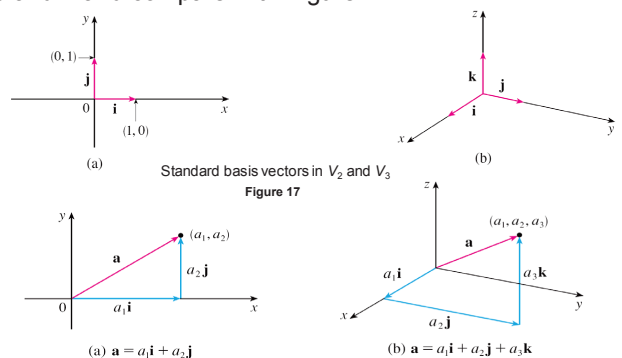 y
(0, 1)
j
0
i
x
(1, 0)
(a)
z
k
j
i
x
y
(b)
Standard basis vectors in V₂ and V₃
Figure 17
y
(a₁, a₂)
a
a₂ j
0
a₁i
x
(a) a = a₁i + a₂j
z
(a₁, a₂, a₃)
a
a₁i
a₃k
y
x
a₂j
(b) a = a₁i + a₂j + a₃k